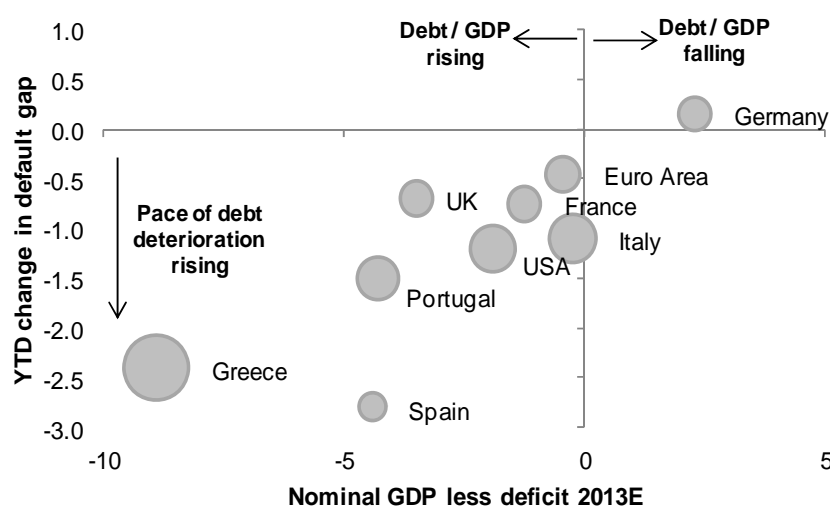 Debt / GDP
rising
Debt / GDP
falling
YTD change in default gap
1.0
0.5
0.0
-0.5
-1.0
-1.5
-2.0
-2.5
-3.0
Pace of debt
deterioration
rising
Germany
Euro Area
UK
France
Italy
USA
Portugal
Greece
Spain
-10
-5
0
5
Nominal GDP less deficit 2013E